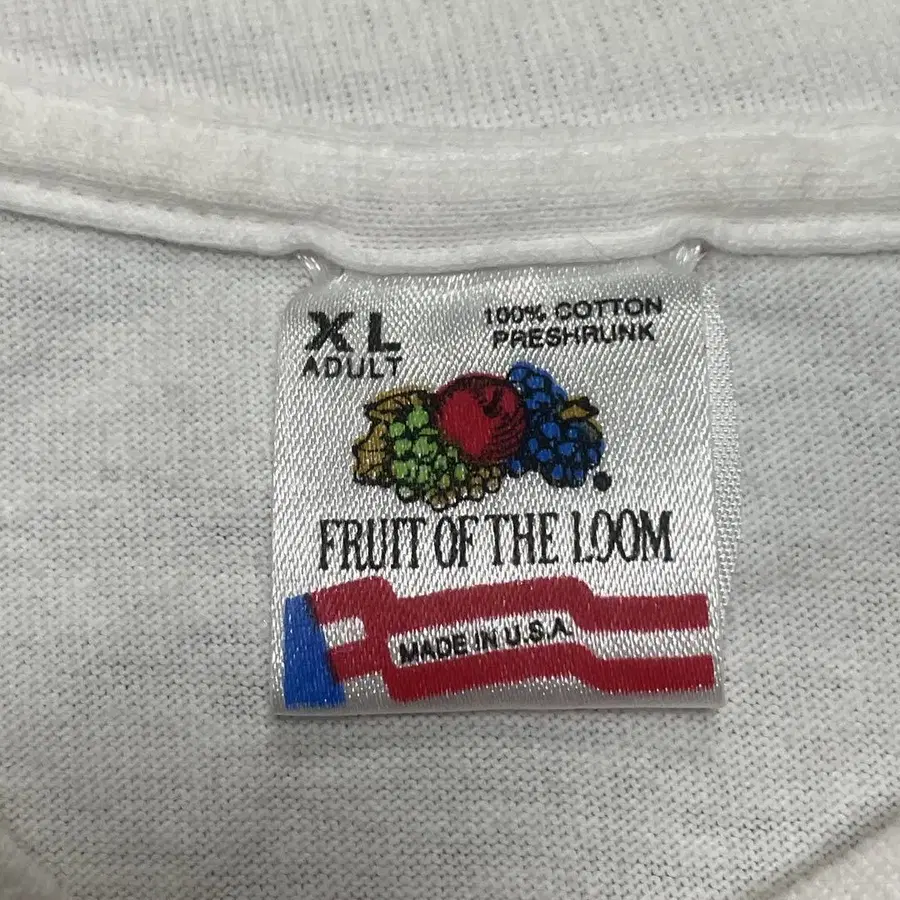 XL
ADULT
100% COTTON
PRESHRUNK
FRUIT OF THE LOOM
MADE IN U.S.A.